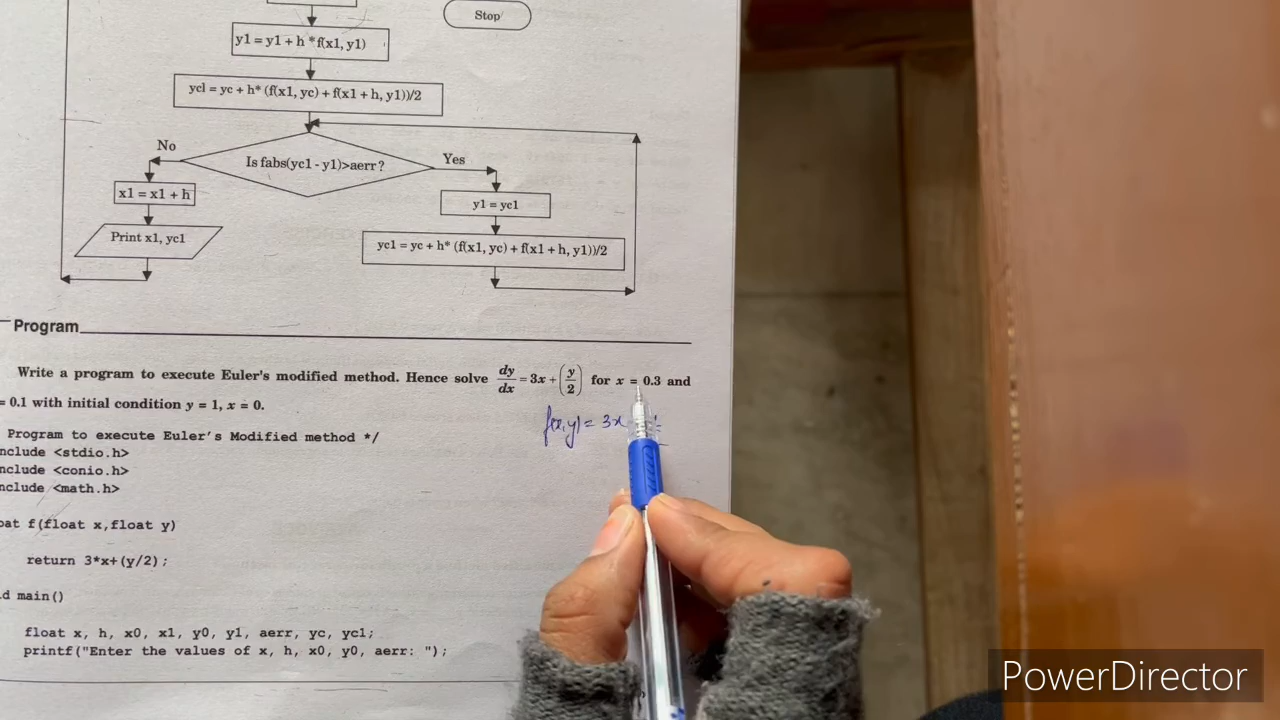 Stop
y1 = y1 + h * f(x1, y1)
yc1 = yc + h* (f(x1, yc) + f(x1 + h, y1))/2
No
Is fabs(yc1 - y1)>aerr ?
Yes
x1 = x1 + h
y1 = yc1
Print x1, yc1
yc1 = yc + h* (f(x1, yc) + f(x1 + h, y1))/2
Program
Write a program to execute Euler's modified method. Hence solve dy/dx = 3x + (y/2) for x = 0.3 and
= 0.1 with initial condition y = 1, x = 0.
f(x,y) = 3x
Program to execute Euler's Modified method */
nclude <stdio.h>
nclude <conio.h>
nclude <math.h>
oat f(float x,float y)
return 3*x+(y/2);
d main()
float x, h, x0, x1, y0, y1, aerr, yc, yc1;
printf("Enter the values of x, h, x0, y0, aerr: ");
PowerDirector